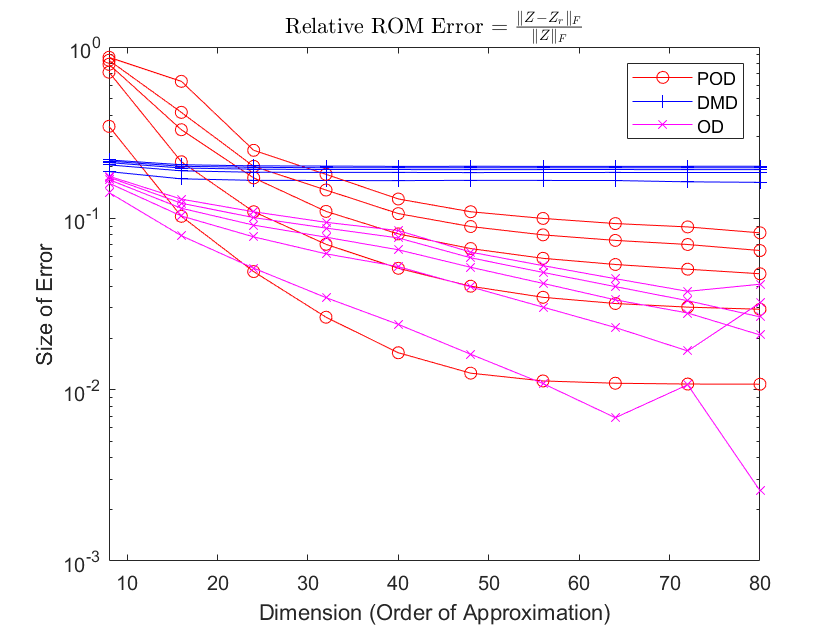 Relative ROM Error = ‖Z−Z_r‖_F / ‖Z‖_F
10^0
POD
DMD
OD
10^-1
10^-2
10^-3
Size of Error
10 20 30 40 50 60 70 80
Dimension (Order of Approximation)